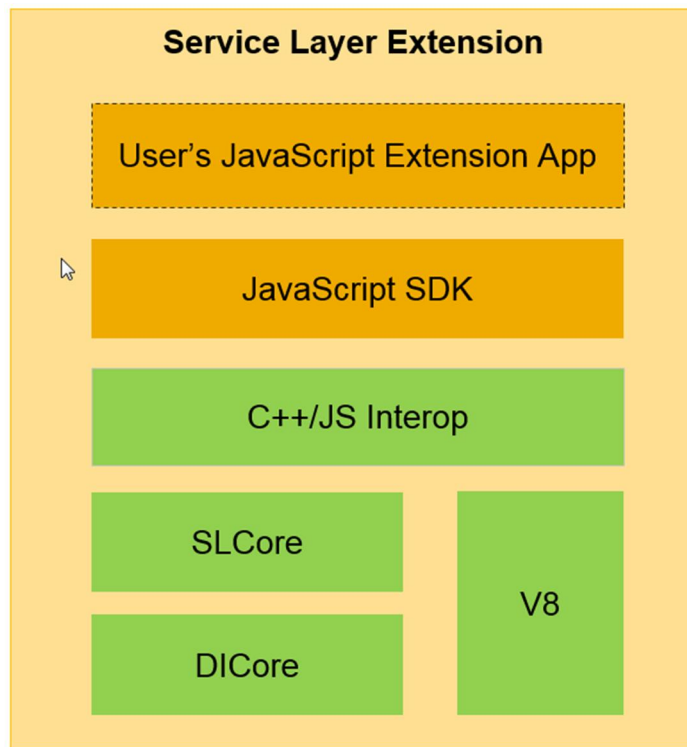 Service Layer Extension
User's JavaScript Extension App
JavaScript SDK
C++/JS Interop
SLCore
V8
DICore